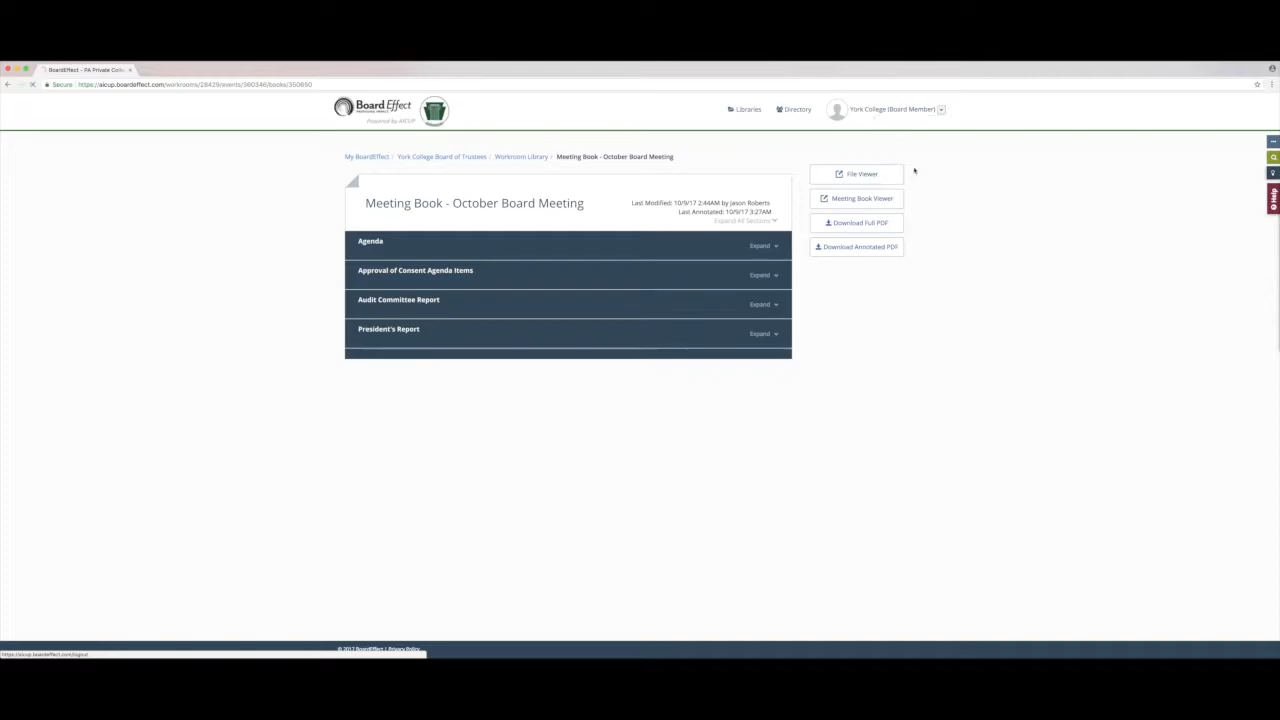 BoardEffect - PA Private Colle
Secure https://aicup.boardeffect.com/workrooms/28429/events/360346/books/350650
BoardEffect
Powered by AICUP
Libraries
Directory
York College (Board Member)
My BoardEffect / York College Board of Trustees / Workroom Library / Meeting Book - October Board Meeting
Meeting Book - October Board Meeting
Last Modified: 10/9/17 2:44AM by Jason Roberts
Last Annotated: 10/9/17 3:27AM
Expand All Sections
Agenda
Expand
Approval of Consent Agenda Items
Expand
Audit Committee Report
Expand
President's Report
Expand
File Viewer
Meeting Book Viewer
Download Full PDF
Download Annotated PDF
Help
© 2017 BoardEffect | Privacy Policy
https://aicup.boardeffect.com/logout